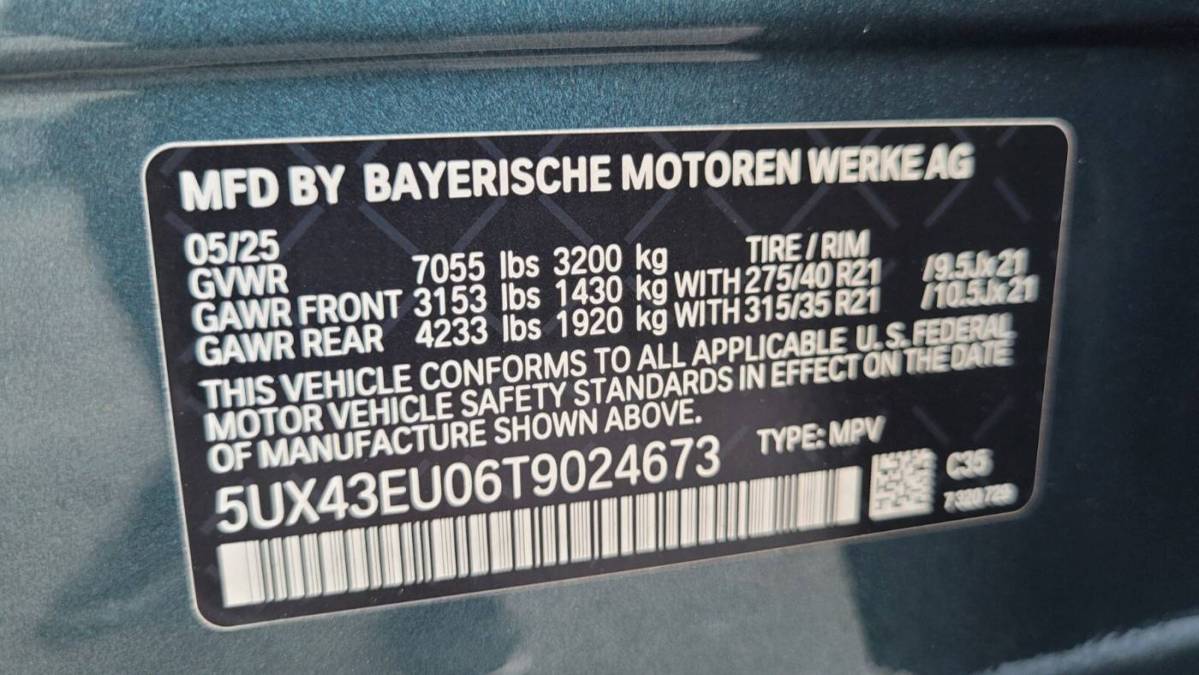 MFD BY BAYERISCHE MOTOREN WERKE AG
05/25
GVWR 7055 lbs 3200 kg TIRE / RIM
GAWR FRONT 3153 lbs 1430 kg WITH 275/40 R21 /9.5Jx21
GAWR REAR 4233 lbs 1920 kg WITH 315/35 R21 /10.5Jx21
THIS VEHICLE CONFORMS TO ALL APPLICABLE U.S. FEDERAL
MOTOR VEHICLE SAFETY STANDARDS IN EFFECT ON THE DATE
OF MANUFACTURE SHOWN ABOVE.
5UX43EU06T9024673 TYPE: MPV
C35